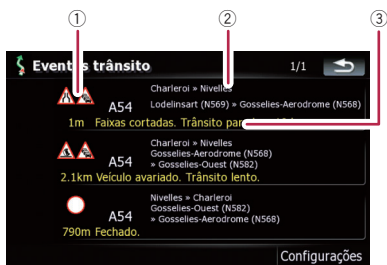 ① ② ③
Eventos trânsito 1/1
Charleroi » Nivelles
A54 Lodelinsart (N569) » Gosselies-Aerodrome (N568)
1m Faixas cortadas. Trânsito
Charleroi » Nivelles
A54 Gosselies-Aerodrome (N568)
» Gosselies-Ouest (N582)
2.1km Veículo avariado. Trânsito lento.
Nivelles » Charleroi
A54 Gosselies-Ouest (N582)
» Gosselies-Aerodrome (N568)
790m Fechado.
Configurações